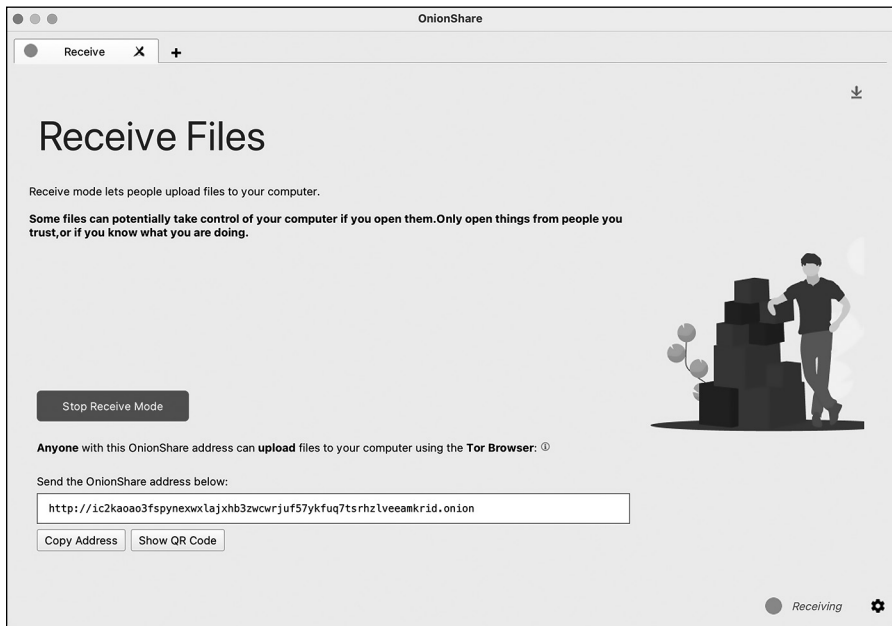 OnionShare
Receive
Receive Files
Receive mode lets people upload files to your computer.
Some files can potentially take control of your computer if you open them.Only open things from people you
trust,or if you know what you are doing.
Stop Receive Mode
Anyone with this OnionShare address can upload files to your computer using the Tor Browser:
Send the OnionShare address below:
http://ic2kaoao3fspynexwxlajxhb3zwcwrjuf57ykfuq7tsrhzlveeamkrid.onion
Copy Address Show QR Code
Receiving